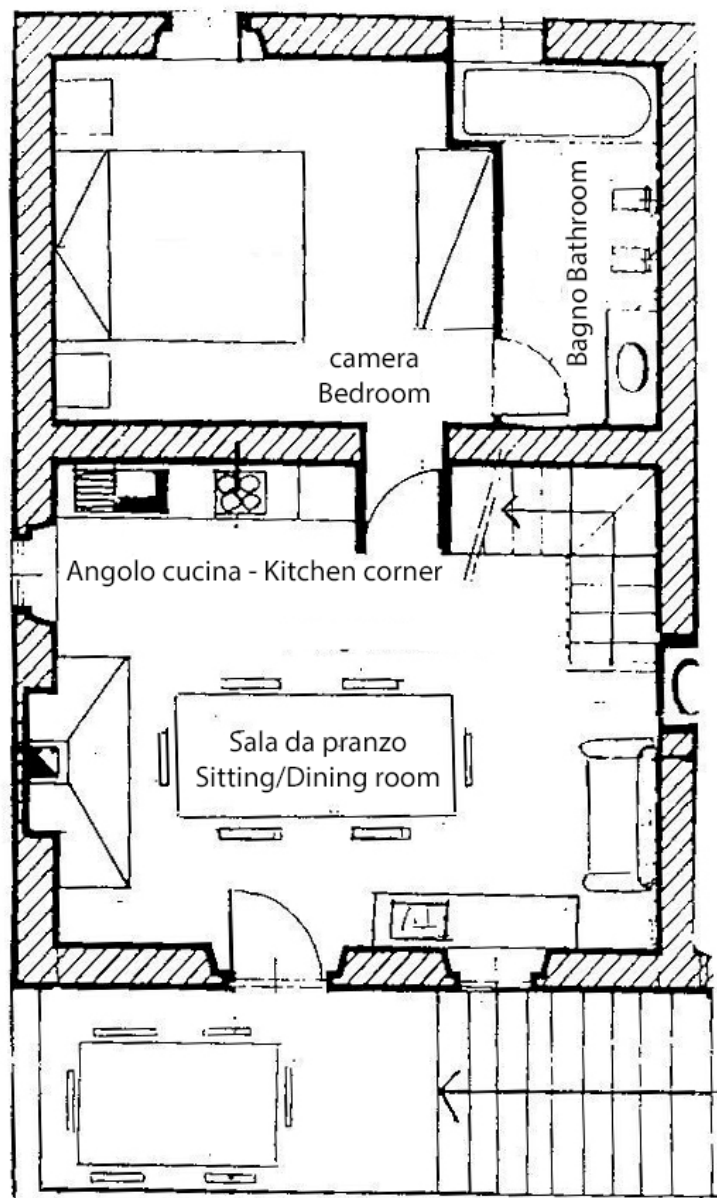 Bagno Bathroom
camera
Bedroom
Angolo cucina - Kitchen corner
Sala da pranzo
Sitting/Dining room